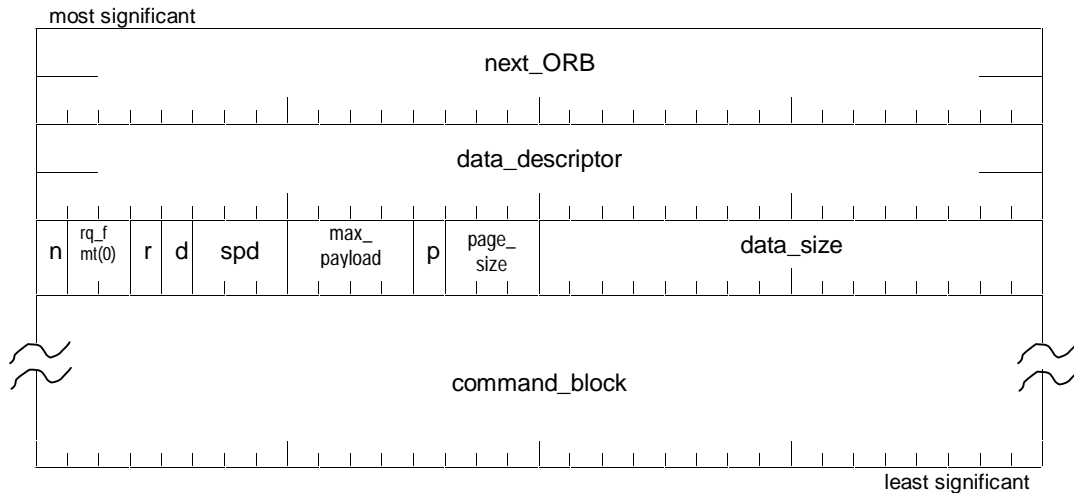 most significant
next_ORB
data_descriptor
n
rq_f
mt(0)
r
d
spd
max_
payload
p
page_
size
data_size
command_block
least significant